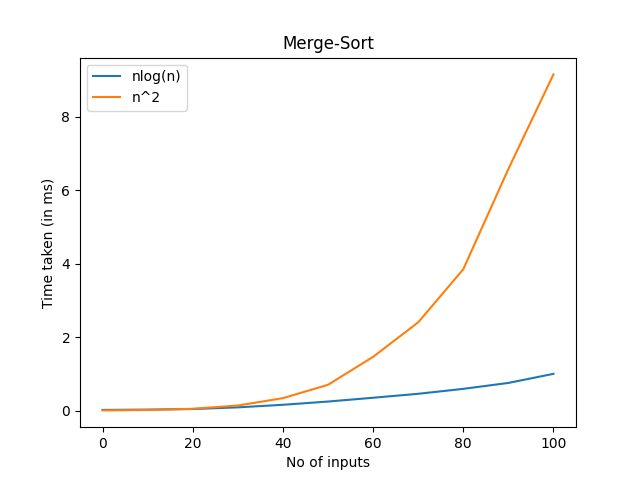 Merge-Sort
nlog(n)
n^2
Time taken (in ms)
8
6
4
2
0
0 20 40 60 80 100
No of inputs